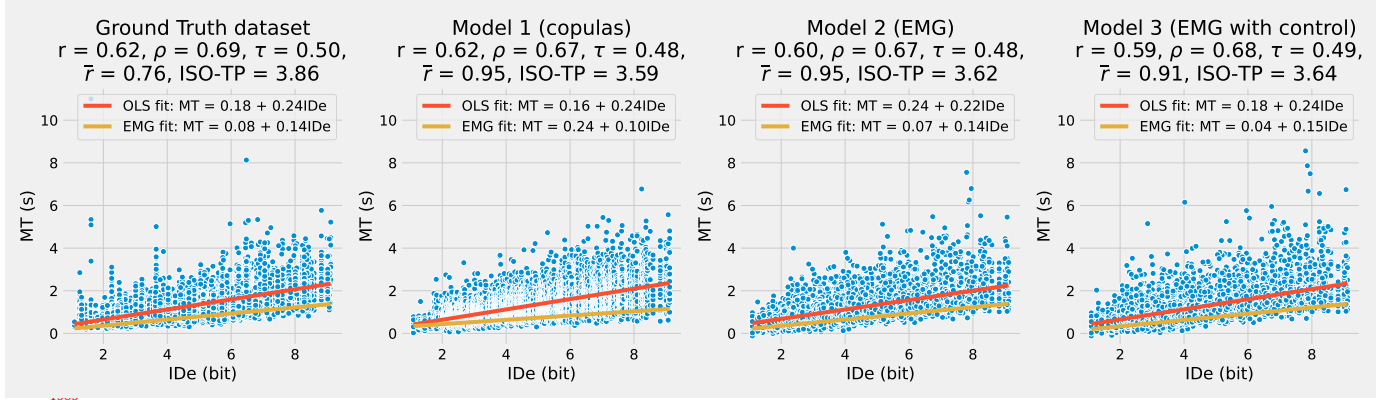 Ground Truth dataset
r = 0.62, ρ = 0.69, τ = 0.50,
r̅ = 0.76, ISO-TP = 3.86
OLS fit: MT = 0.18 + 0.24IDe
EMG fit: MT = 0.08 + 0.14IDe
10
8
6
4
2
0
MT (s)
2 4 6 8
IDe (bit)
Model 1 (copulas)
r = 0.62, ρ = 0.67, τ = 0.48,
r̅ = 0.95, ISO-TP = 3.59
OLS fit: MT = 0.16 + 0.24IDe
EMG fit: MT = 0.24 + 0.10IDe
10
8
6
4
2
0
MT (s)
2 4 6 8
IDe (bit)
Model 2 (EMG)
r = 0.60, ρ = 0.67, τ = 0.48,
r̅ = 0.95, ISO-TP = 3.62
OLS fit: MT = 0.24 + 0.22IDe
EMG fit: MT = 0.07 + 0.14IDe
10
8
6
4
2
0
MT (s)
2 4 6 8
IDe (bit)
Model 3 (EMG with control)
r = 0.59, ρ = 0.68, τ = 0.49,
r̅ = 0.91, ISO-TP = 3.64
OLS fit: MT = 0.18 + 0.24IDe
EMG fit: MT = 0.04 + 0.15IDe
10
8
6
4
2
0
MT (s)
2 4 6 8
IDe (bit)